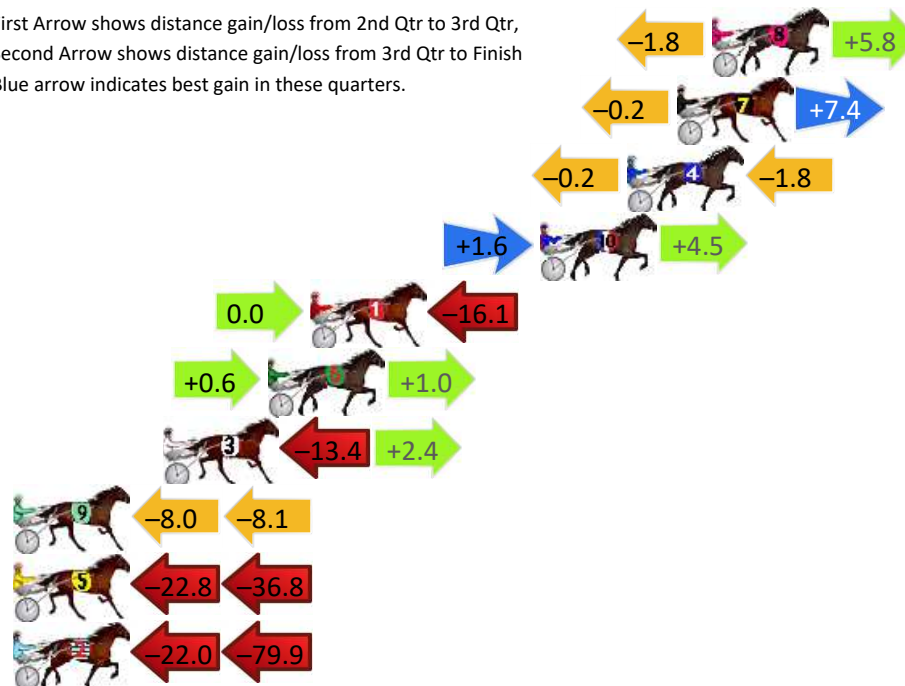 irst Arrow shows distance gain/loss from 2nd Qtr to 3rd Qtr,
econd Arrow shows distance gain/loss from 3rd Qtr to Finish
lue arrow indicates best gain in these quarters.
–1.8 8 +5.8
–0.2 7 +7.4
–0.2 4 –1.8
+1.6 10 +4.5
0.0 1 –16.1
+0.6 6 +1.0
3 –13.4 +2.4
9 –8.0 –8.1
5 –22.8 –36.8
2 –22.0 –79.9